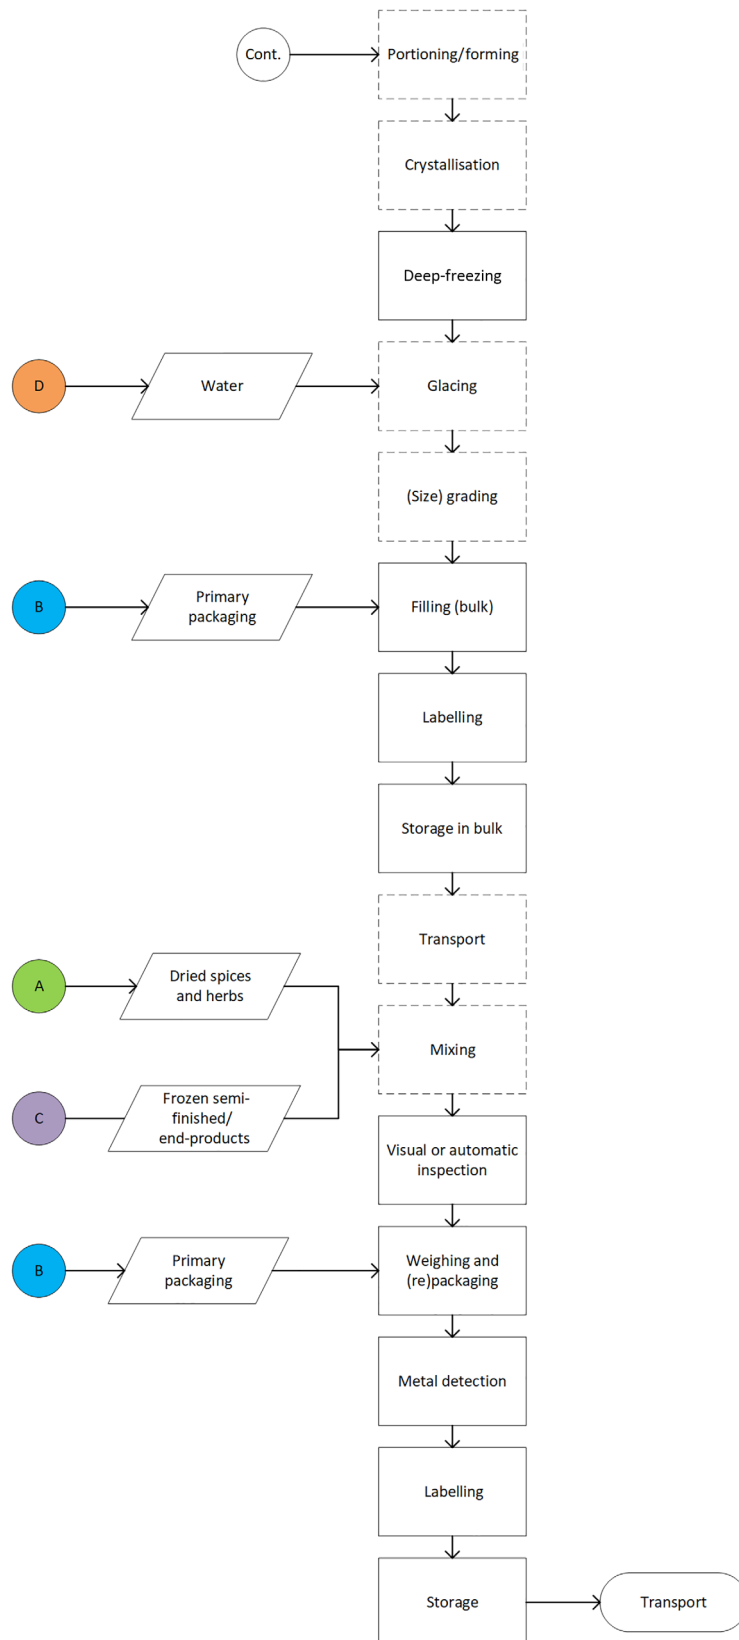 Cont.
Portioning/forming
Crystallisation
Deep-freezing
D
Water
Glacing
(Size) grading
B
Primary
packaging
Filling (bulk)
Labelling
Storage in bulk
Transport
A
Dried spices
and herbs
Mixing
C
Frozen semi-
finished/
end-products
Visual or automatic
inspection
B
Primary
packaging
Weighing and
(re)packaging
Metal detection
Labelling
Storage
Transport